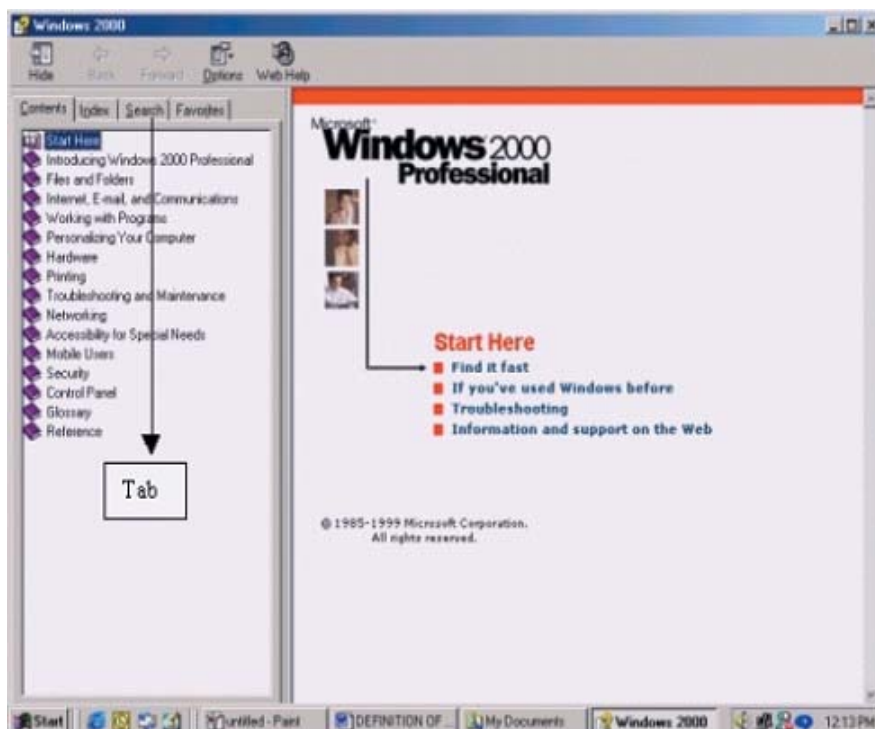 Windows 2000
Hide Back Forward Options Web Help
Contents Index Search Favorites
Start Here
Introducing Windows 2000 Professional
Files and Folders
Internet, E-mail, and Communications
Working with Programs
Personalizing Your Computer
Hardware
Printing
Troubleshooting and Maintenance
Networking
Accessibility for Special Needs
Mobile Users
Security
Control Panel
Glossary
Reference
Tab
Microsoft
Windows 2000
Professional
Start Here
Find it fast
If you've used Windows before
Troubleshooting
Information and support on the Web
© 1985-1999 Microsoft Corporation.
All rights reserved.
Start untitled - Paint DEFINITION OF ... My Documents Windows 2000 12:13 PM